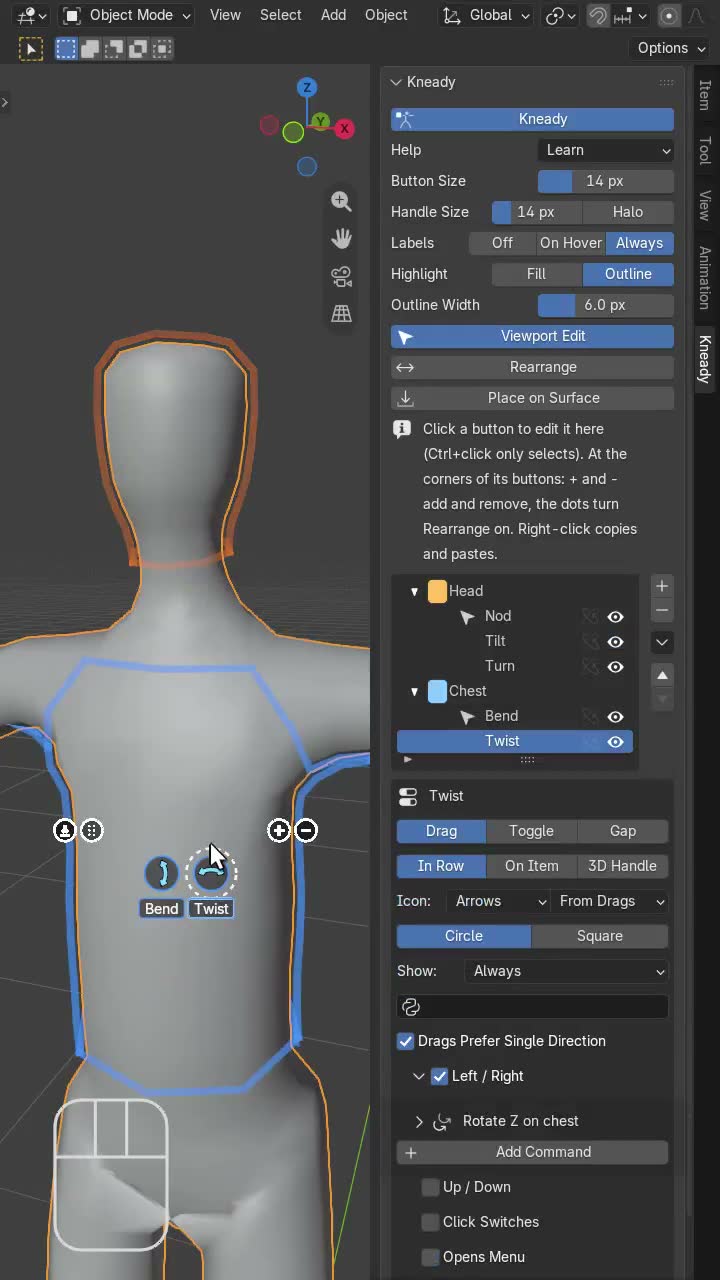 Object Mode View Select Add Object Global
Options
Kneady
Z
Y
X
Kneady
Help Learn
Button Size 14 px
Handle Size 14 px Halo
Labels Off On Hover Always
Highlight Fill Outline
Outline Width 6.0 px
Viewport Edit
Rearrange
Place on Surface
Click a button to edit it here
(Ctrl+click only selects). At the
corners of its buttons: + and -
add and remove, the dots turn
Rearrange on. Right-click copies
and pastes.
Head
Nod
Tilt
Turn
Chest
Bend
Twist
Twist
Drag Toggle Gap
In Row On Item 3D Handle
Icon: Arrows From Drags
Circle Square
Show: Always
Drags Prefer Single Direction
Left / Right
Rotate Z on chest
Add Command
Up / Down
Click Switches
Opens Menu
Bend Twist
Item
Tool
View
Animation
Kneady